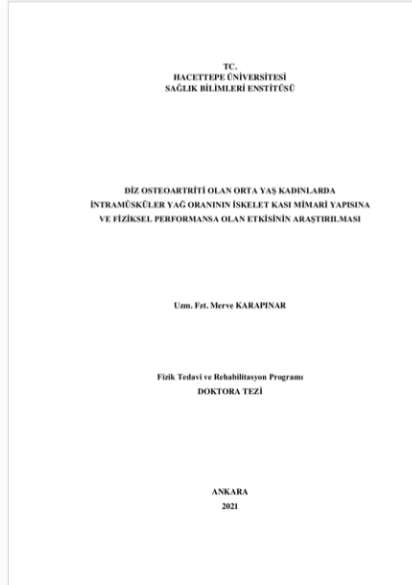 TC.
HACETTEPE ÜNİVERSİTESİ
SAĞLIK BİLİMLERİ ENSTİTÜSÜ
DİZ OSTEOARTRİTİ OLAN ORTA YAŞ KADINLARDA
İNTRAMÜSKÜLER YAĞ ORANININ İSKELET KASI MİMARİ YAPISINA
VE FİZİKSEL PERFORMANSA OLAN ETKİSİNİN ARAŞTIRILMASI
Uzm. Fzt. Merve KARAPINAR
Fizik Tedavi ve Rehabilitasyon Programı
DOKTORA TEZİ
ANKARA
2021